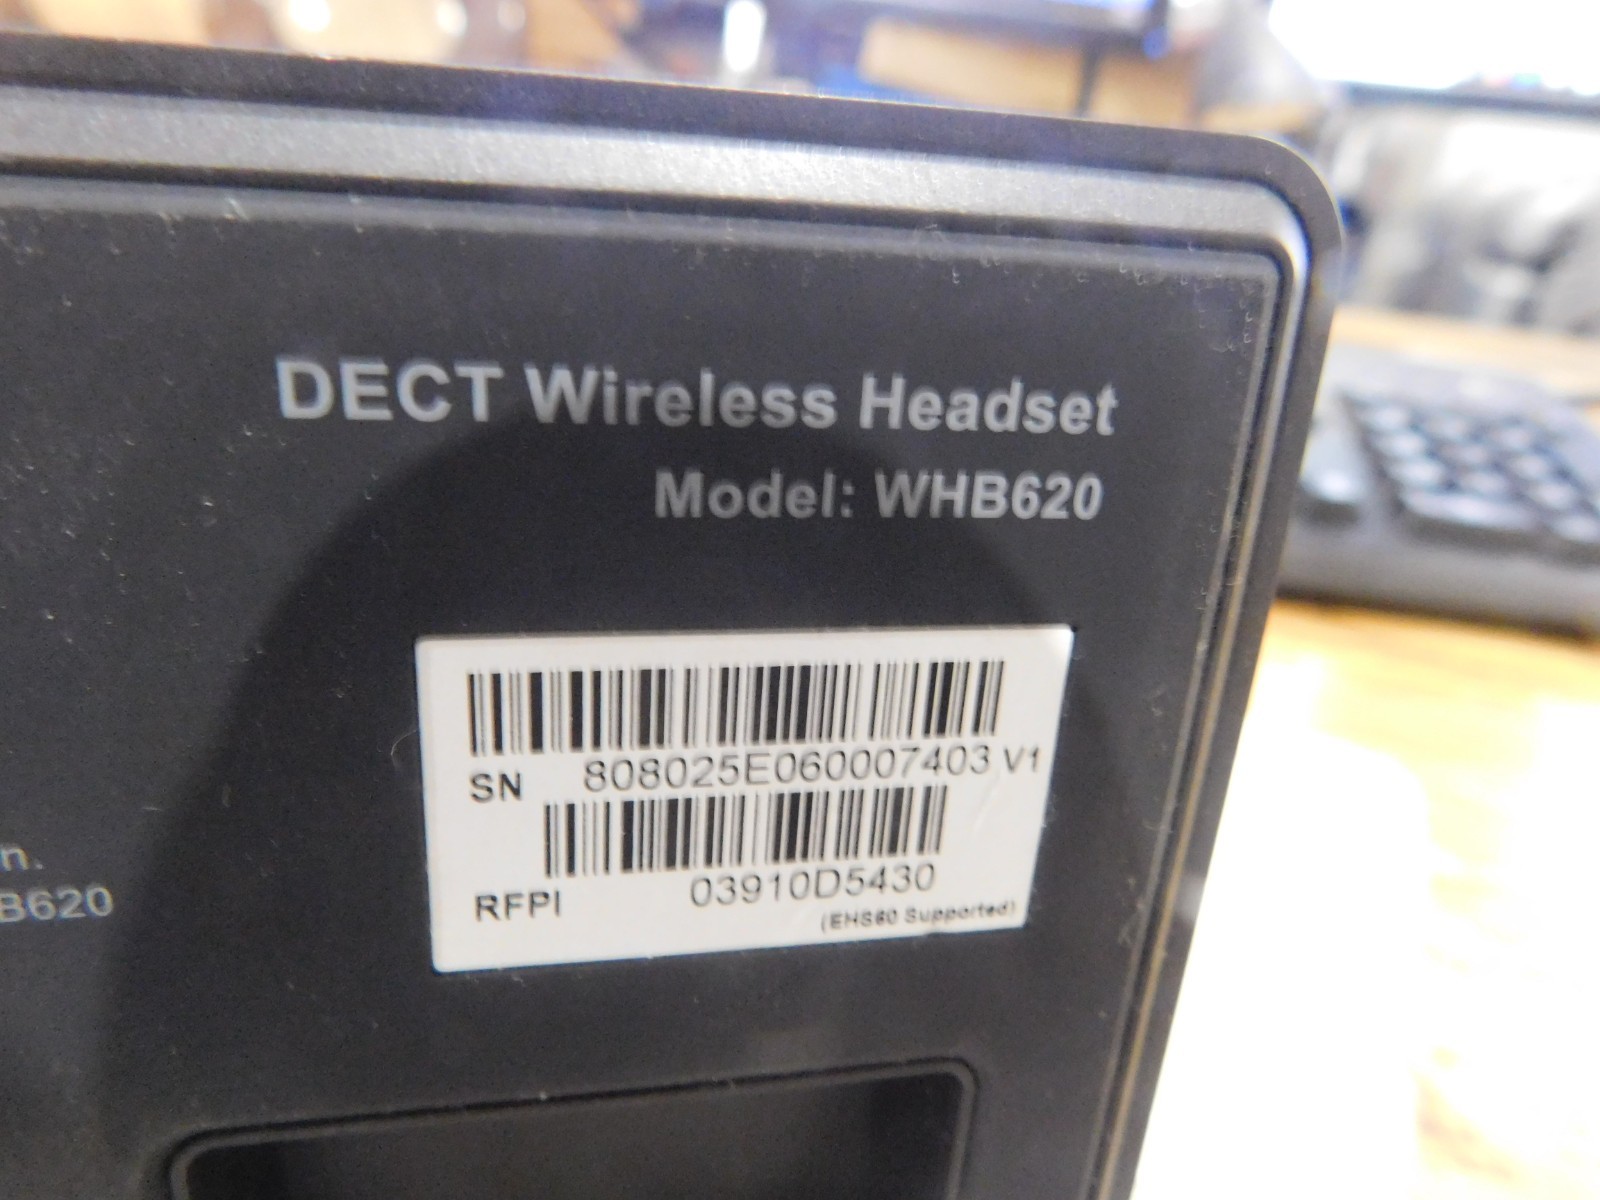 DECT Wireless Headset
Model: WHB620
SN 808025E060007403 V1
RFPI 03910D5430
(EHS60 Supported)
n.
B620